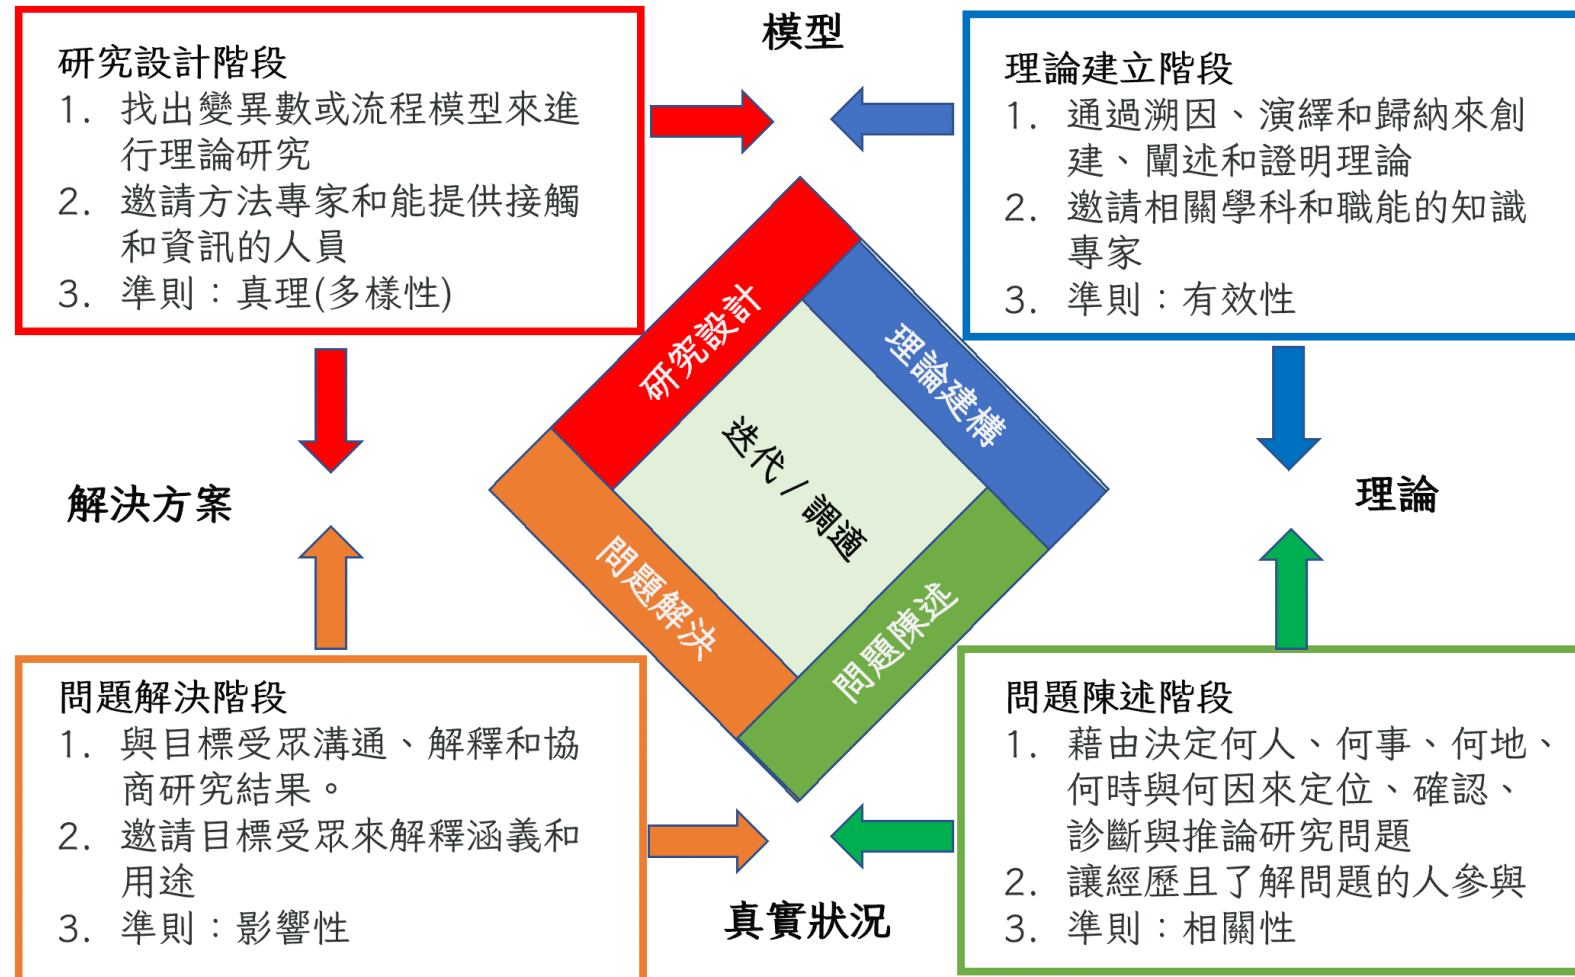 模型
研究設計階段
1. 找出變異數或流程模型來進
行理論研究
2. 邀請方法專家和能提供接觸
和資訊的人員
3. 準則：真理(多樣性)
理論建立階段
1. 通過溯因、演繹和歸納來創
建、闡述和證明理論
2. 邀請相關學科和職能的知識
專家
3. 準則：有效性
研究設計
理論建構
迭代 / 調適
問題解決
問題陳述
解決方案
理論
問題解決階段
1. 與目標受眾溝通、解釋和協
商研究結果。
2. 邀請目標受眾來解釋涵義和
用途
3. 準則：影響性
問題陳述階段
1. 藉由決定何人、何事、何地、
何時與何因來定位、確認、
診斷與推論研究問題
2. 讓經歷且了解問題的人參與
3. 準則：相關性
真實狀況